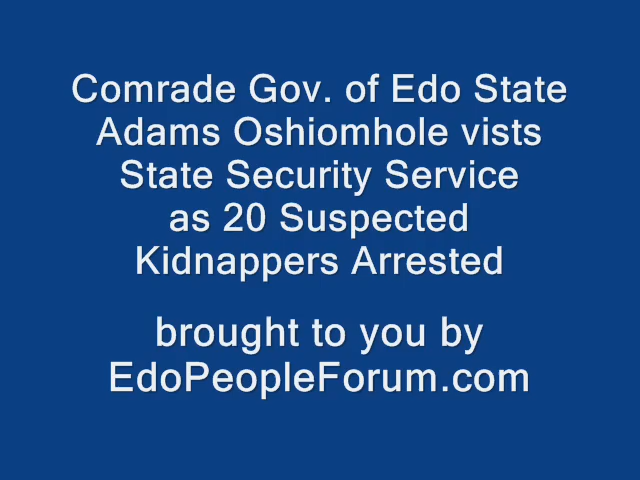 Comrade Gov. of Edo State
Adams Oshiomhole vists
State Security Service
as 20 Suspected
Kidnappers Arrested
brought to you by
EdoPeopleForum.com